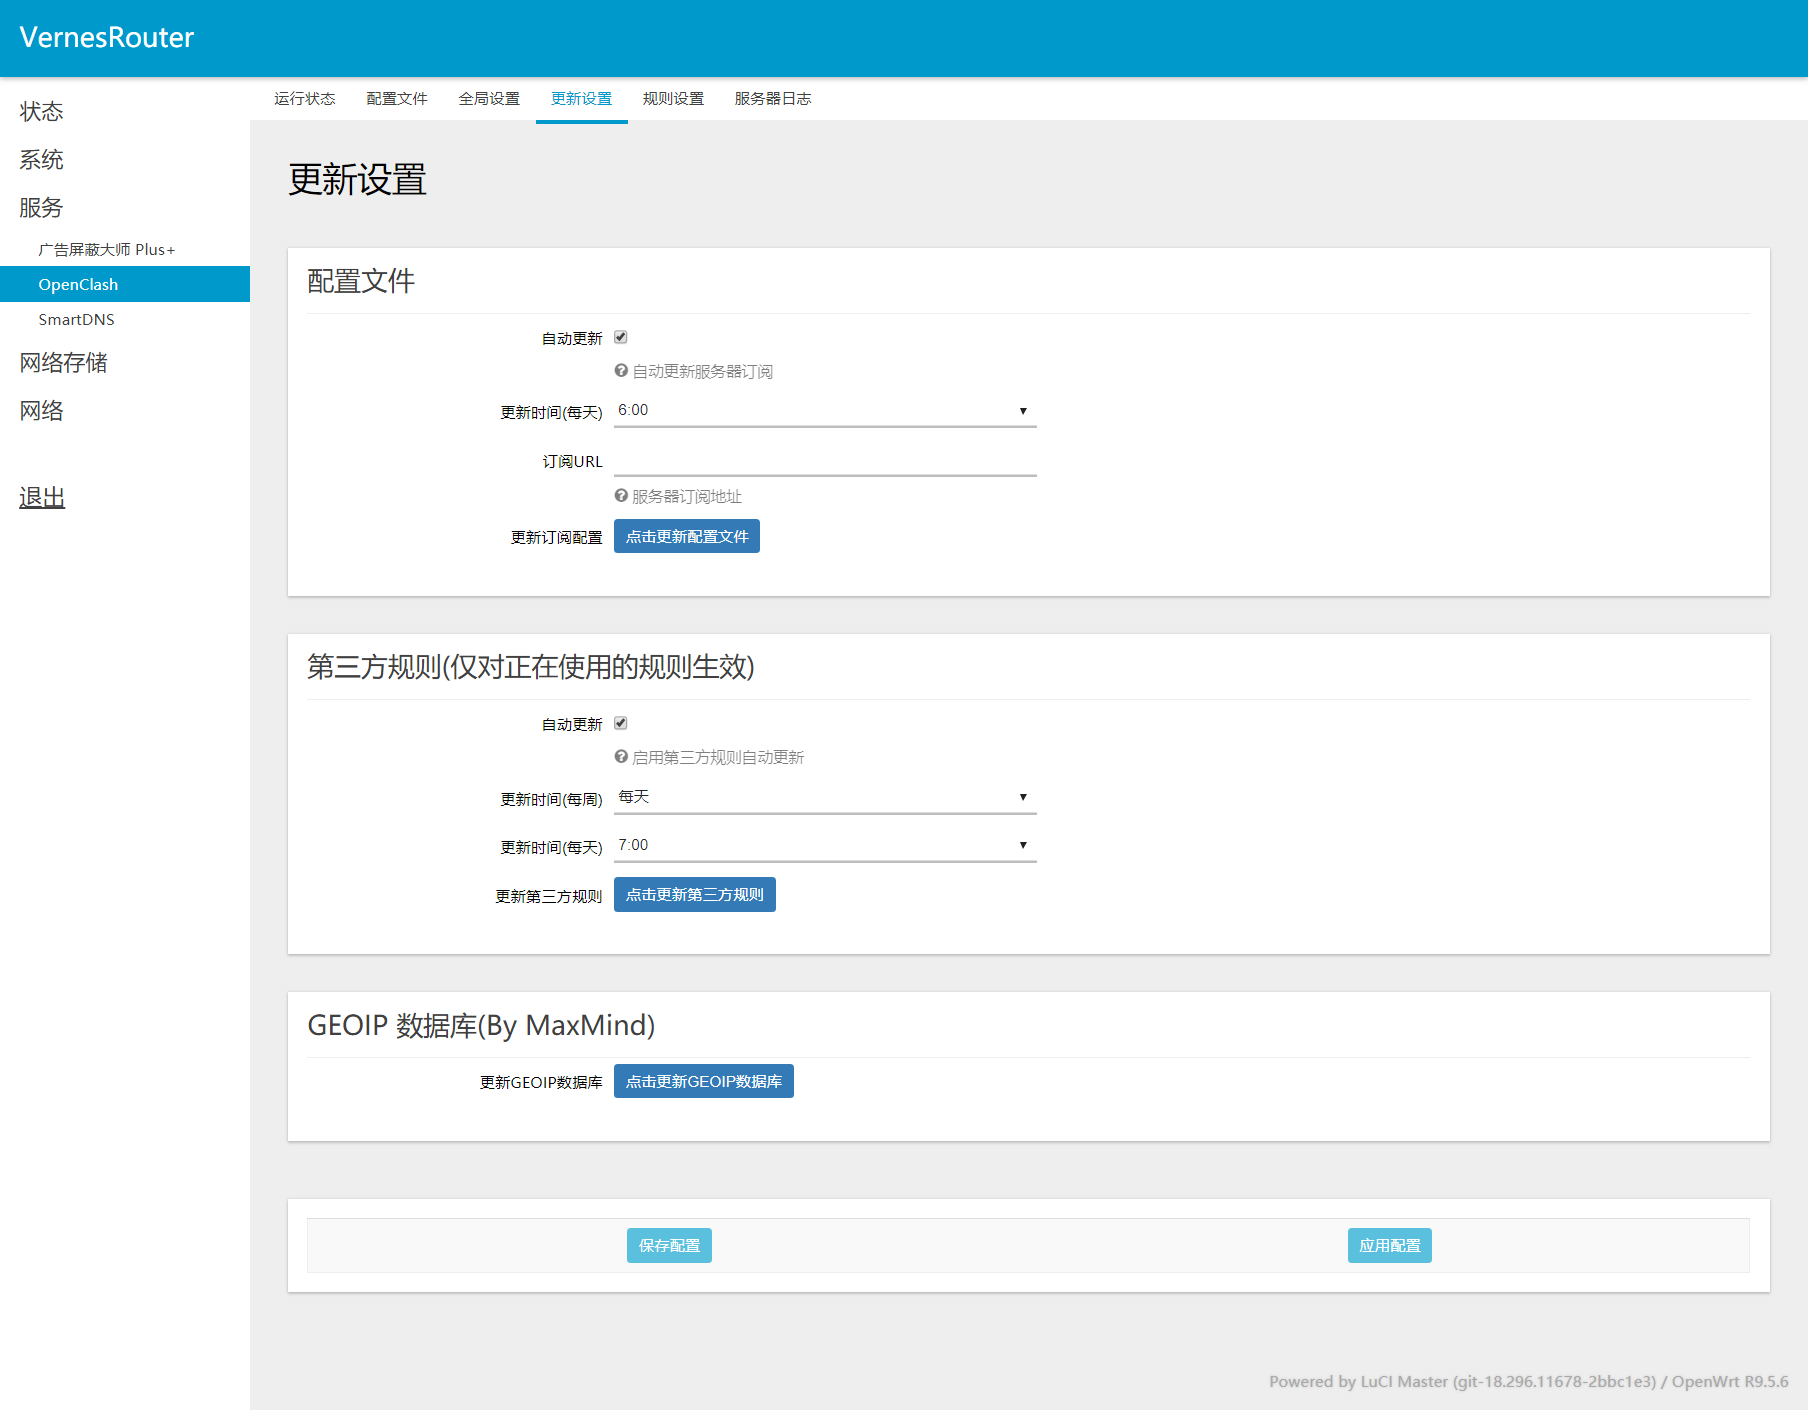 VernesRouter
状态
系统
服务
广告屏蔽大师 Plus+
OpenClash
SmartDNS
网络存储
网络
退出
运行状态 配置文件 全局设置 更新设置 规则设置 服务器日志
更新设置
配置文件
自动更新
自动更新服务器订阅
更新时间(每天) 6:00
订阅URL
服务器订阅地址
更新订阅配置 点击更新配置文件
第三方规则(仅对正在使用的规则生效)
自动更新
启用第三方规则自动更新
更新时间(每周) 每天
更新时间(每天) 7:00
更新第三方规则 点击更新第三方规则
GEOIP 数据库(By MaxMind)
更新GEOIP数据库 点击更新GEOIP数据库
保存配置 应用配置
Powered by LuCI Master (git-18.296.11678-2bbc1e3) / OpenWrt R9.5.6